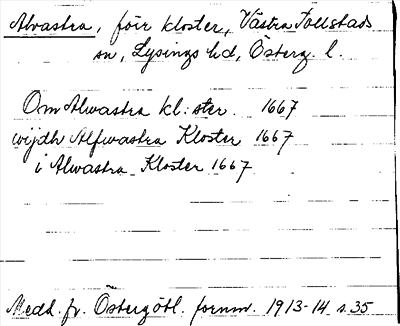 Alvastra, förr kloster, Västra Tollstads
sn, Lysings hd, Österg. l.
Om Alwastra kl:ster. 1667
wijdh Alfwastra Kloster 1667
i Alwastra Kloster 1667
Medd. fr. Östergötl. fornm. 1913-14 s. 35